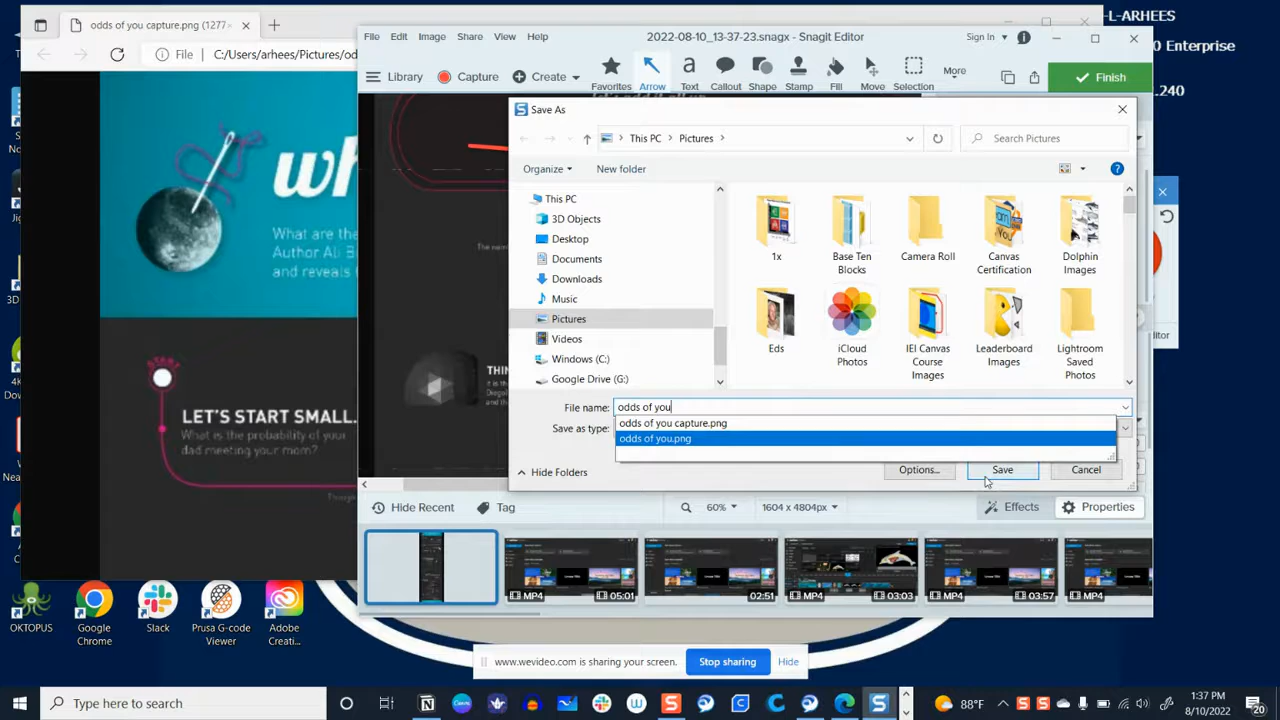 odds of you capture.png (1277
File
C:/Users/arhees/Pictures/od
wh
What are the
Author Ali B
and reveals
LET'S START SMALL.
What is the probability of your
dad meeting your mom?
L-ARHEES
0 Enterprise
.240
File Edit Image Share View Help
2022-08-10_13-37-23.snagx - Snagit Editor
Sign In
Library Capture Create
Favorites Arrow Text Callout Shape Stamp Fill Move Selection
More
Finish
Save As
This PC > Pictures >
Search Pictures
Organize
New folder
This PC
3D Objects
Desktop
Documents
Downloads
Music
Pictures
Videos
Windows (C:)
Google Drive (G:)
1x
Base Ten
Blocks
Camera Roll
Canvas
Certification
Dolphin
Images
Eds
iCloud
Photos
IEI Canvas
Course
Images
Leaderboard
Images
Lightroom
Saved
Photos
File name: odds of you
odds of you capture.png
Save as type:
odds of you.png
Hide Folders
Options...
Save
Cancel
THIN
Hide Recent
Tag
60%
1604 x 4804px
Effects
Properties
MP4 05:01
02:51
MP4 03:03
MP4 03:57
MP4
itor
OKTOPUS
Google
Chrome
Slack
Prusa G-code
Viewer
Adobe
Creati...
www.wevideo.com is sharing your screen.
Stop sharing
Hide
Type here to search
88°F
1:37 PM
8/10/2022
20